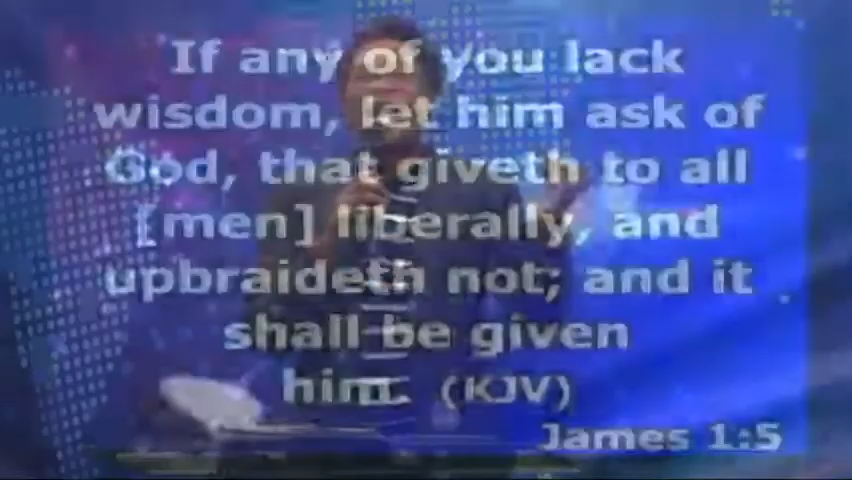 If any of you lack
wisdom, let him ask of
God, that giveth to all
[men] liberally, and
upbraideth not; and it
shall be given
him. (KJV)
James 1:5